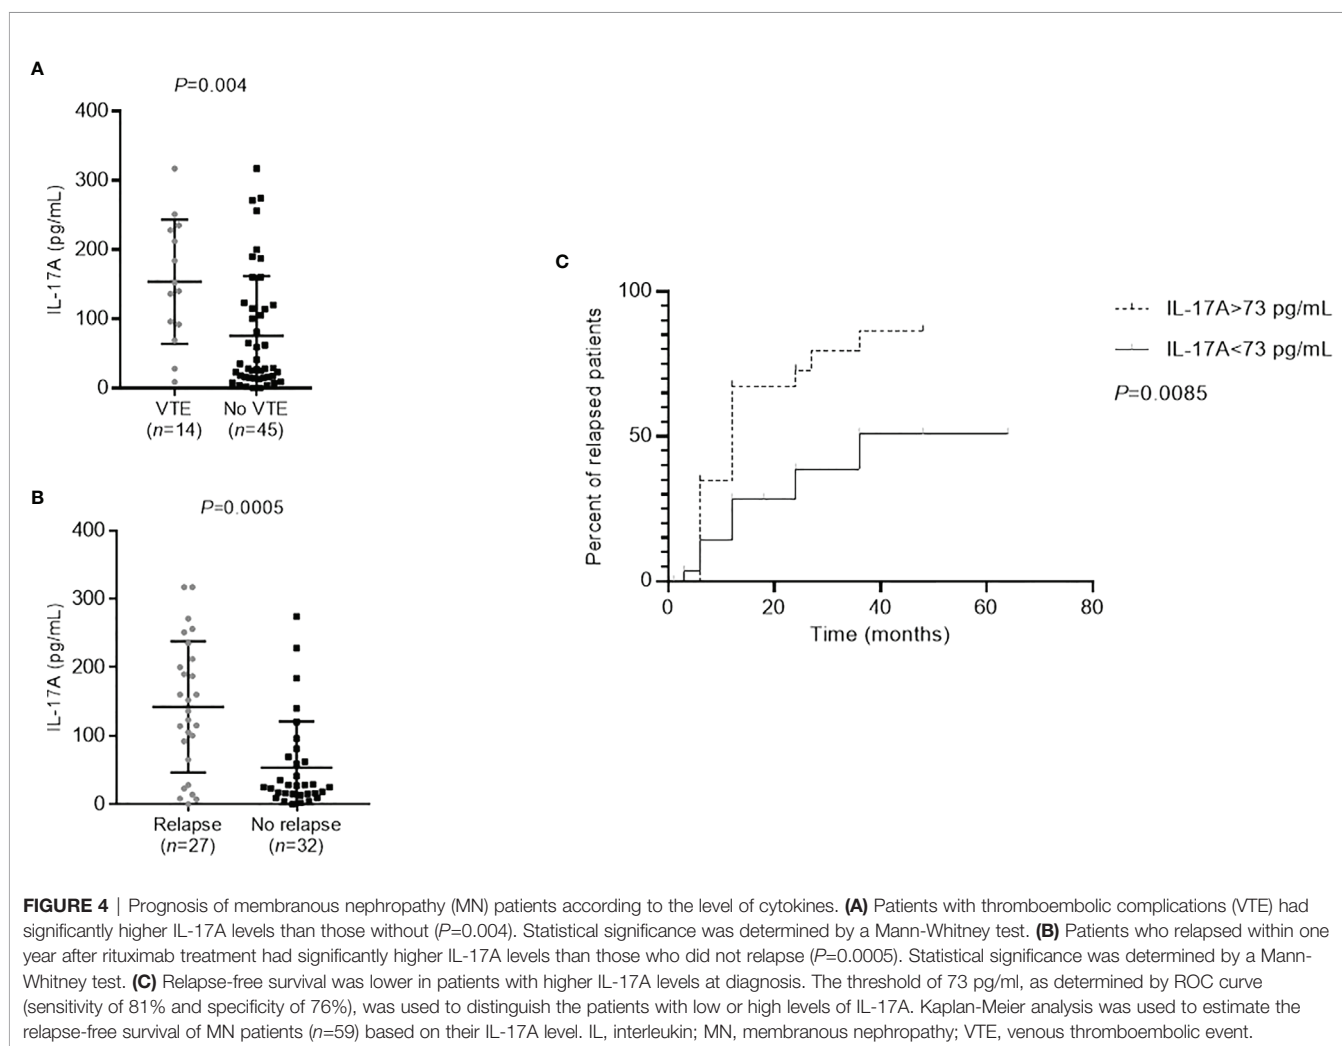 A
P=0.004
400
300
200
100
0
IL-17A (pg/mL)
VTE
(n=14)
No VTE
(n=45)
B
P=0.0005
400
300
200
100
0
IL-17A (pg/mL)
Relapse
(n=27)
No relapse
(n=32)
C
100
50
0
Percent of relapsed patients
0 20 40 60 80
Time (months)
IL-17A>73 pg/mL
IL-17A<73 pg/mL
P=0.0085
FIGURE 4 | Prognosis of membranous nephropathy (MN) patients according to the level of cytokines. (A) Patients with thromboembolic complications (VTE) had
significantly higher IL-17A levels than those without (P=0.004). Statistical significance was determined by a Mann-Whitney test. (B) Patients who relapsed within one
year after rituximab treatment had significantly higher IL-17A levels than those who did not relapse (P=0.0005). Statistical significance was determined by a Mann-
Whitney test. (C) Relapse-free survival was lower in patients with higher IL-17A levels at diagnosis. The threshold of 73 pg/ml, as determined by ROC curve
(sensitivity of 81% and specificity of 76%), was used to distinguish the patients with low or high levels of IL-17A. Kaplan-Meier analysis was used to estimate the
relapse-free survival of MN patients (n=59) based on their IL-17A level. IL, interleukin; MN, membranous nephropathy; VTE, venous thromboembolic event.